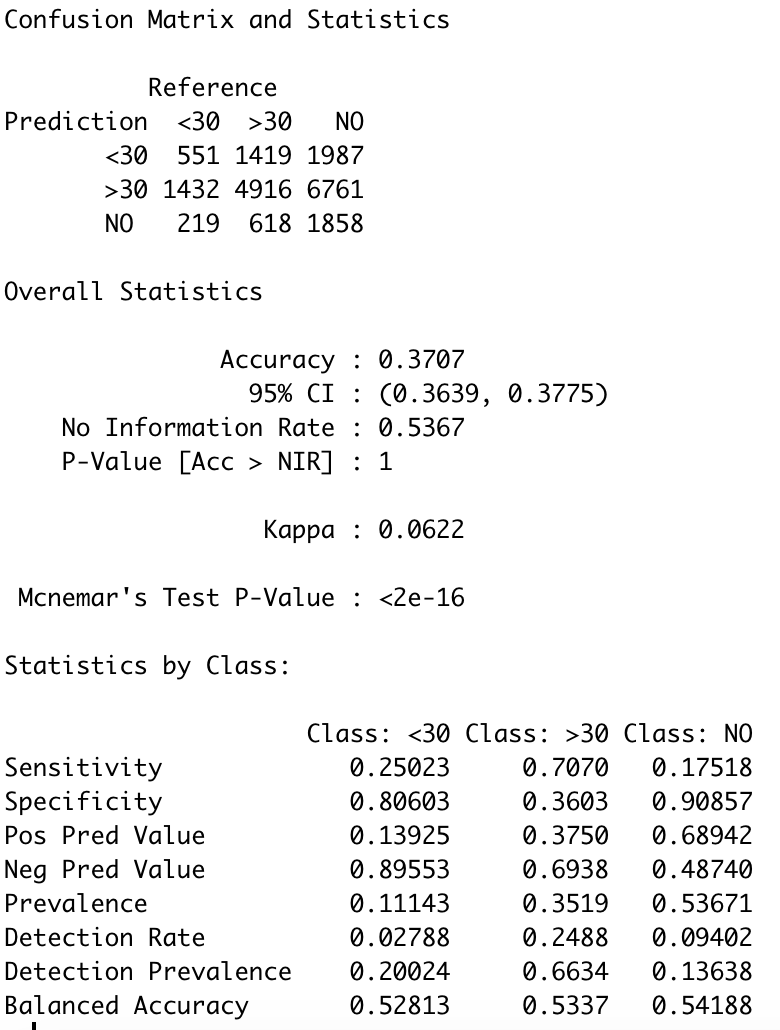 Confusion Matrix and Statistics
Reference
Prediction <30 >30 NO
<30 551 1419 1987
>30 1432 4916 6761
NO 219 618 1858
Overall Statistics
Accuracy : 0.3707
95% CI : (0.3639, 0.3775)
No Information Rate : 0.5367
P-Value [Acc > NIR] : 1
Kappa : 0.0622
Mcnemar's Test P-Value : <2e-16
Statistics by Class:
Class: <30 Class: >30 Class: NO
Sensitivity 0.25023 0.7070 0.17518
Specificity 0.80603 0.3603 0.90857
Pos Pred Value 0.13925 0.3750 0.68942
Neg Pred Value 0.89553 0.6938 0.48740
Prevalence 0.11143 0.3519 0.53671
Detection Rate 0.02788 0.2488 0.09402
Detection Prevalence 0.20024 0.6634 0.13638
Balanced Accuracy 0.52813 0.5337 0.54188